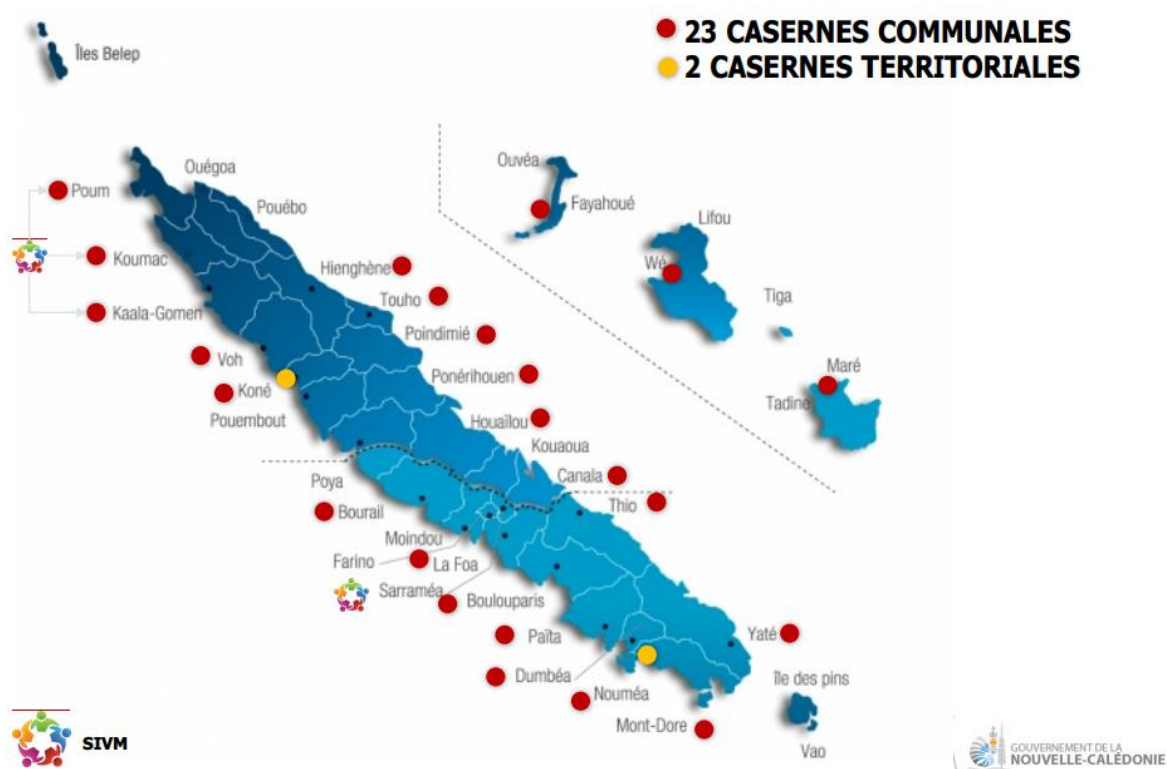 23 CASERNES COMMUNALES
2 CASERNES TERRITORIALES
Îles Belep
Ouégoa
Poum
Pouébo
Koumac
Kaala-Gomen
Hienghène
Touho
Poindimié
Voh
Koné
Pouembout
Ponérihouen
Houaïlou
Kouaoua
Canala
Thio
Poya
Bourail
Moindou
Farino
La Foa
Sarraméa
Boulouparis
Païta
Dumbéa
Nouméa
Mont-Dore
Yaté
île des pins
Vao
Ouvéa
Fayahoué
Lifou
Wé
Tiga
Maré
Tadine
SIVM
GOUVERNEMENT DE LA
NOUVELLE-CALÉDONIE